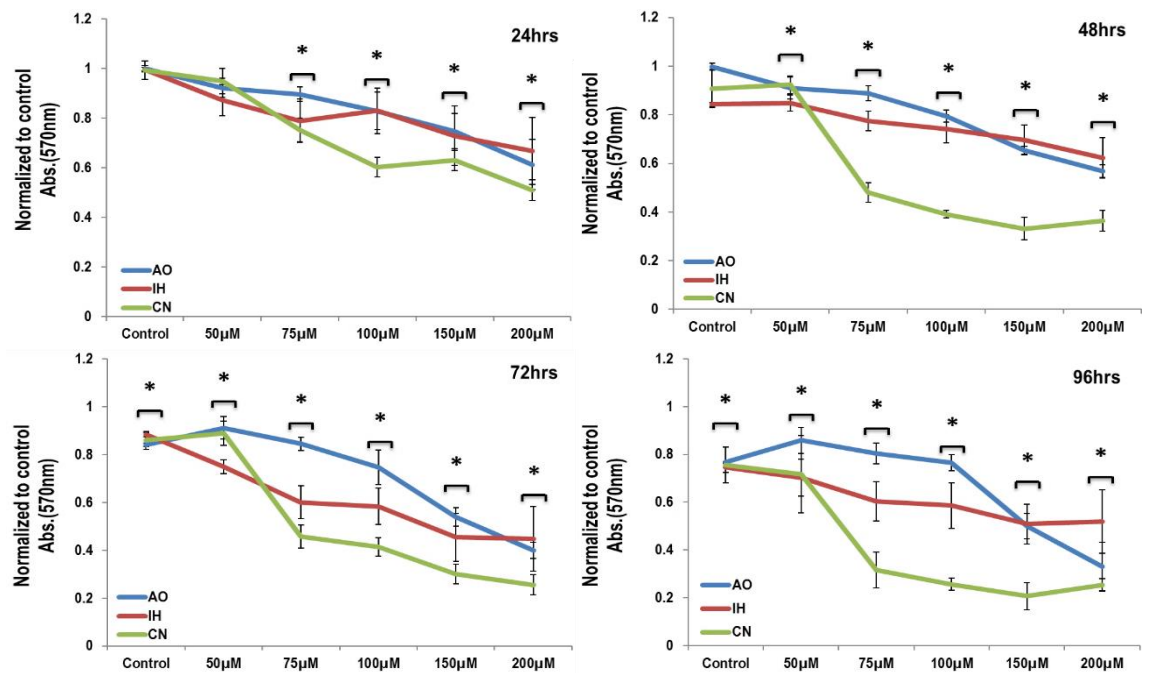 24hrs
Normalized to control
Abs.(570nm)
1.2
1
0.8
0.6
0.4
0.2
0
* * * *
AO
IH
CN
Control 50µM 75µM 100µM 150µM 200µM
48hrs
Normalized to control
Abs.(570nm)
1.2
1
0.8
0.6
0.4
0.2
0
* * * * *
AO
IH
CN
Control 50µM 75µM 100µM 150µM 200µM
72hrs
Normalized to control
Abs.(570nm)
1.2
1
0.8
0.6
0.4
0.2
0
* * * * * *
AO
IH
CN
Control 50µM 75µM 100µM 150µM 200µM
96hrs
Normalized to control
Abs.(570nm)
1.2
1
0.8
0.6
0.4
0.2
0
* * * * * *
AO
IH
CN
Control 50µM 75µM 100µM 150µM 200µM